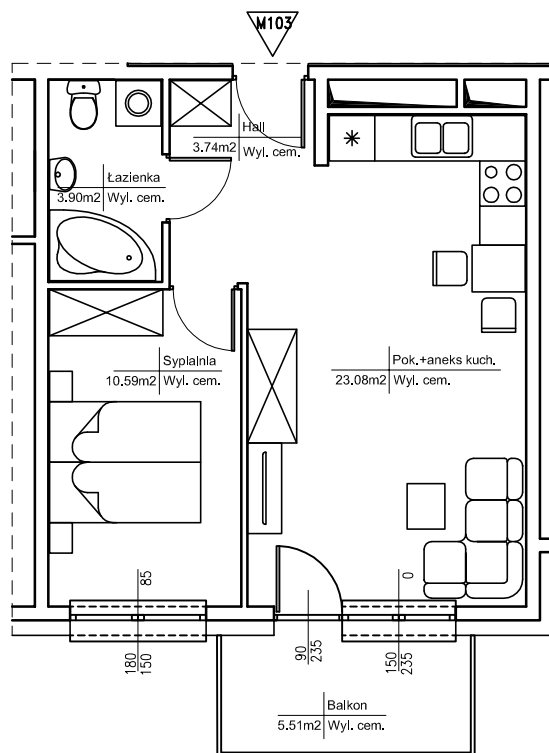 M103
Hall
3.74m2 Wyl. cem.
Łazienka
3.90m2 Wyl. cem.
Sypialnia
10.59m2 Wyl. cem.
Pok.+aneks kuch.
23.08m2 Wyl. cem.
85
0
180
150
90
235
150
235
Balkon
5.51m2 Wyl. cem.